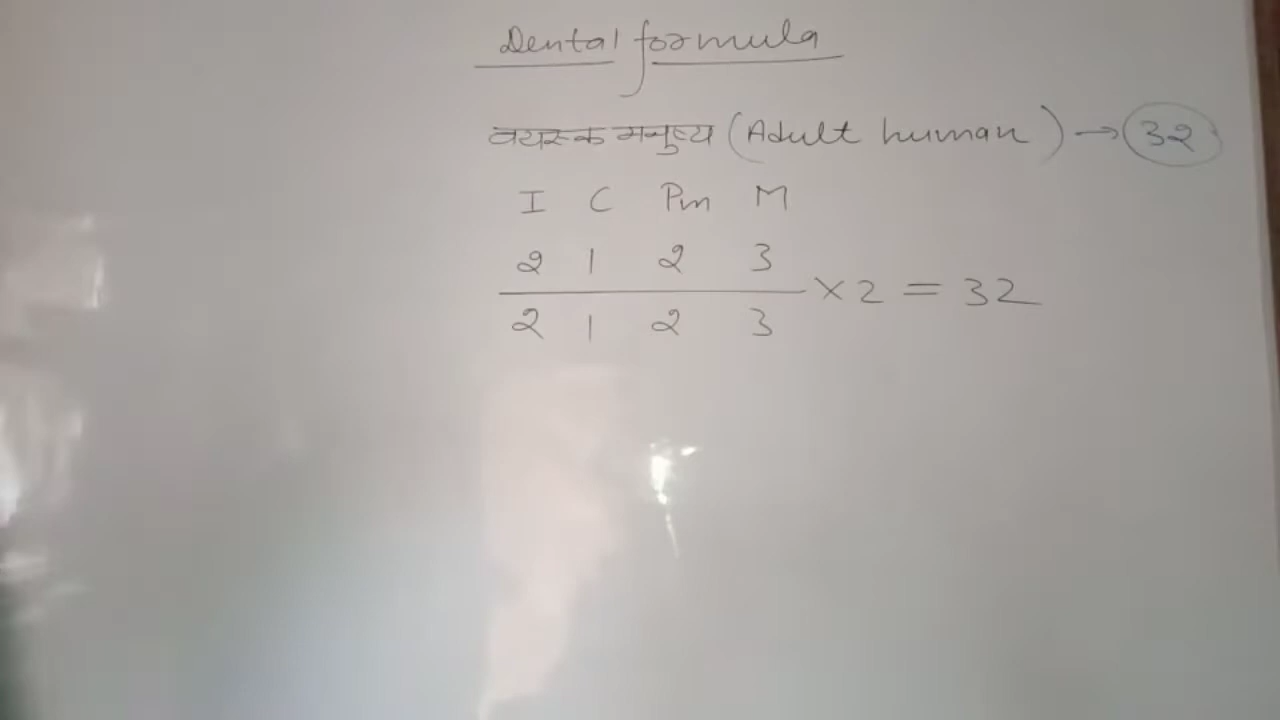 Dental formula
वयस्क मनुष्य (Adult human) → 32
I C Pm M
2 1 2 3
× 2 = 32
2 1 2 3